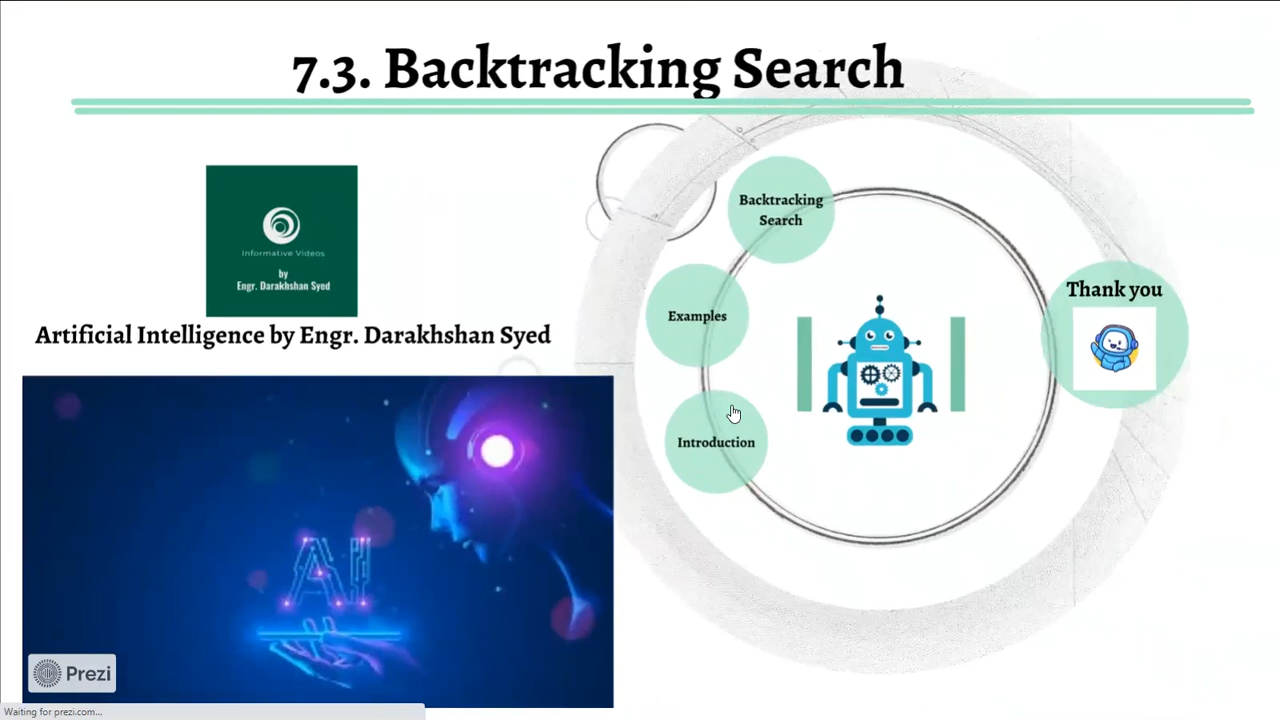 7.3. Backtracking Search
Informative Videos
by
Engr. Darakhshan Syed
Artificial Intelligence by Engr. Darakhshan Syed
Backtracking
Search
Examples
Introduction
Thank you
AI
Prezi
Waiting for prezi.com...